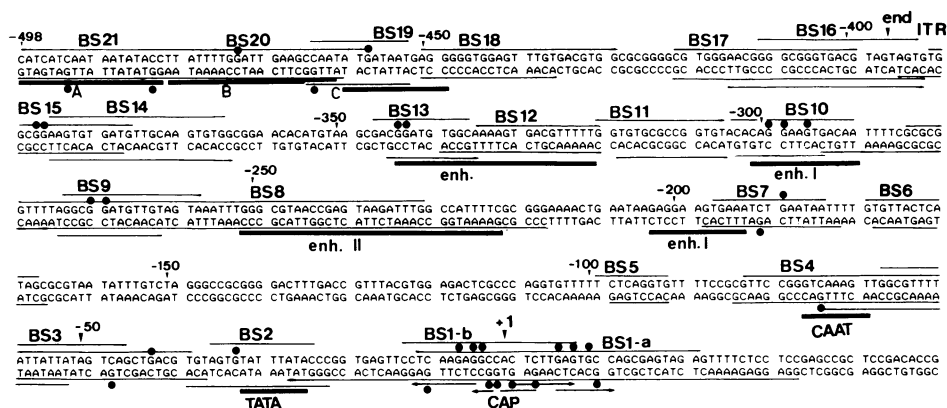 -498 BS21 BS20 BS19 -450 BS18 BS17 BS16 -400 end ITR
CATCATCAAT AATATACCTT ATTTTGGATT GAAGCCAATA TGATAATGAG GGGGTGGAGT TTGTGACGTG GCGCGGGGCG TGGGAACGGG GCGGGTGACG TAGTAGTGTG
GTAGTAGTTA TTATATGGAA TAAAACCTAA CTTCGGTTAT ACTATTACTC CCCCACCTCA AACACTGCAC CGCGCCCCGC ACCCTTGCCC CGCCCACTGC ATCATCACAC
A B C
BS15 BS14 -350 BS13 BS12 BS11 -300 BS10
GCGGAAGTGT GATGTTGCAA GTGTGGCGGA ACACATGTAA GCGACGGATG TGGCAAAAGT GACGTTTTTG GTGTGCGCCG GTGTACACAG GAAGTGACAA TTTTCGCGCG
CGCCTTCACA CTACAACGTT CACACCGCCT TGTGTACATT CGCTGCCTAC ACCGTTTTCA CTGCAAAAAC CACACGCGGC CACATGTGTC CTTCACTGTT AAAAGCGCGC
enh. enh. I
BS9 -250 BS8 -200 BS7 BS6
GTTTTAGGCG GATGTTGTAG TAAATTTGGG CGTAACCGAG TAAGATTTGG CCATTTTCGC GGGAAAACTG AATAAGAGGA AGTGAAATCT GAATAATTTT GTGTTACTCA
CAAAATCCGC CTACAACATC ATTTAAACCC GCATTGGCTC ATTCTAAACC GGTAAAAGCG CCCTTTTGAC TTATTCTCCT TCACTTTAGA CTTATTAAAA CACAATGAGT
enh. II enh. I
-150 -100 BS5 BS4
TAGCGCGTAA TATTTGTCTA GGGCCGCGGG GACTTTGACC GTTTACGTGG AGACTCGCCC AGGTGTTTTT CTCAGGTGTT TTCCGCGTTC CGGGTCAAAG TTGGCGTTTT
ATCGCGCATT ATAAACAGAT CCCGGCGCCC CTGAAACTGG CAAATGCACC TCTGAGCGGG TCCACAAAAA GAGTCCACAA AAGGCGCAAG GCCCAGTTTC AACCGCAAAA
CAAT
BS3 -50 BS2 BS1-b +1 BS1-a
ATTATTATAG TCAGCTGACG TGTAGTGTAT TTATACCCGG TGAGTTCCTC AAGAGGCCAC TCTTGAGTGC CAGCGAGTAG AGTTTTCTCC TCCGAGCCGC TCCGACACCG
TAATAATATC AGTCGACTGC ACATCACATA AATATGGGCC ACTCAAGGAG TTCTCCGGTG AGAACTCACG GTCGCTCATC TCAAAAGAGG AGGCTCGGCG AGGCTGTGGC
TATA CAP